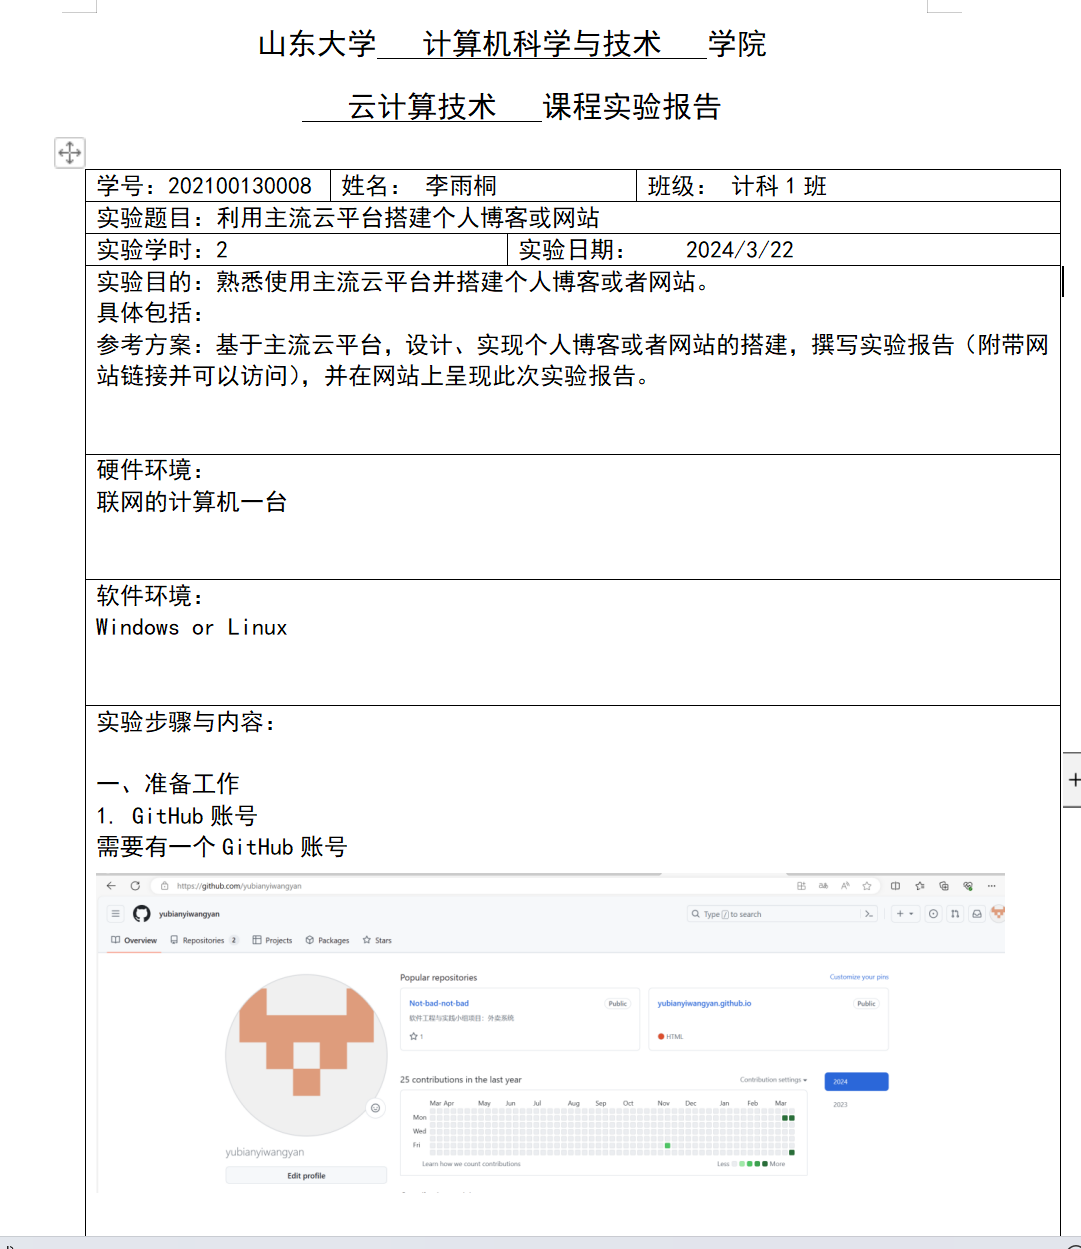 山东大学 计算机科学与技术 学院
云计算技术 课程实验报告
学号：202100130008 姓名： 李雨桐 班级： 计科1班
实验题目：利用主流云平台搭建个人博客或网站
实验学时：2 实验日期： 2024/3/22
实验目的：熟悉使用主流云平台并搭建个人博客或者网站。
具体包括：
参考方案：基于主流云平台，设计、实现个人博客或者网站的搭建，撰写实验报告（附带网
站链接并可以访问），并在网站上呈现此次实验报告。
硬件环境：
联网的计算机一台
软件环境：
Windows or Linux
实验步骤与内容：
一、准备工作
1. GitHub 账号
需要有一个 GitHub 账号
https://github.com/yubianyiwangyan
yubianyiwangyan
Type / to search
Overview Repositories 2 Projects Packages Stars
Popular repositories Customize your pins
Not-bad-not-bad Public yubianyiwangyan.github.io Public
软件工程与实践小组项目：外卖系统
1 HTML
25 contributions in the last year Contribution settings 2024
2023
Mar Apr May Jun Jul Aug Sep Oct Nov Dec Jan Feb Mar
Mon
Wed
Fri
Learn how we count contributions Less More
yubianyiwangyan
Edit profile